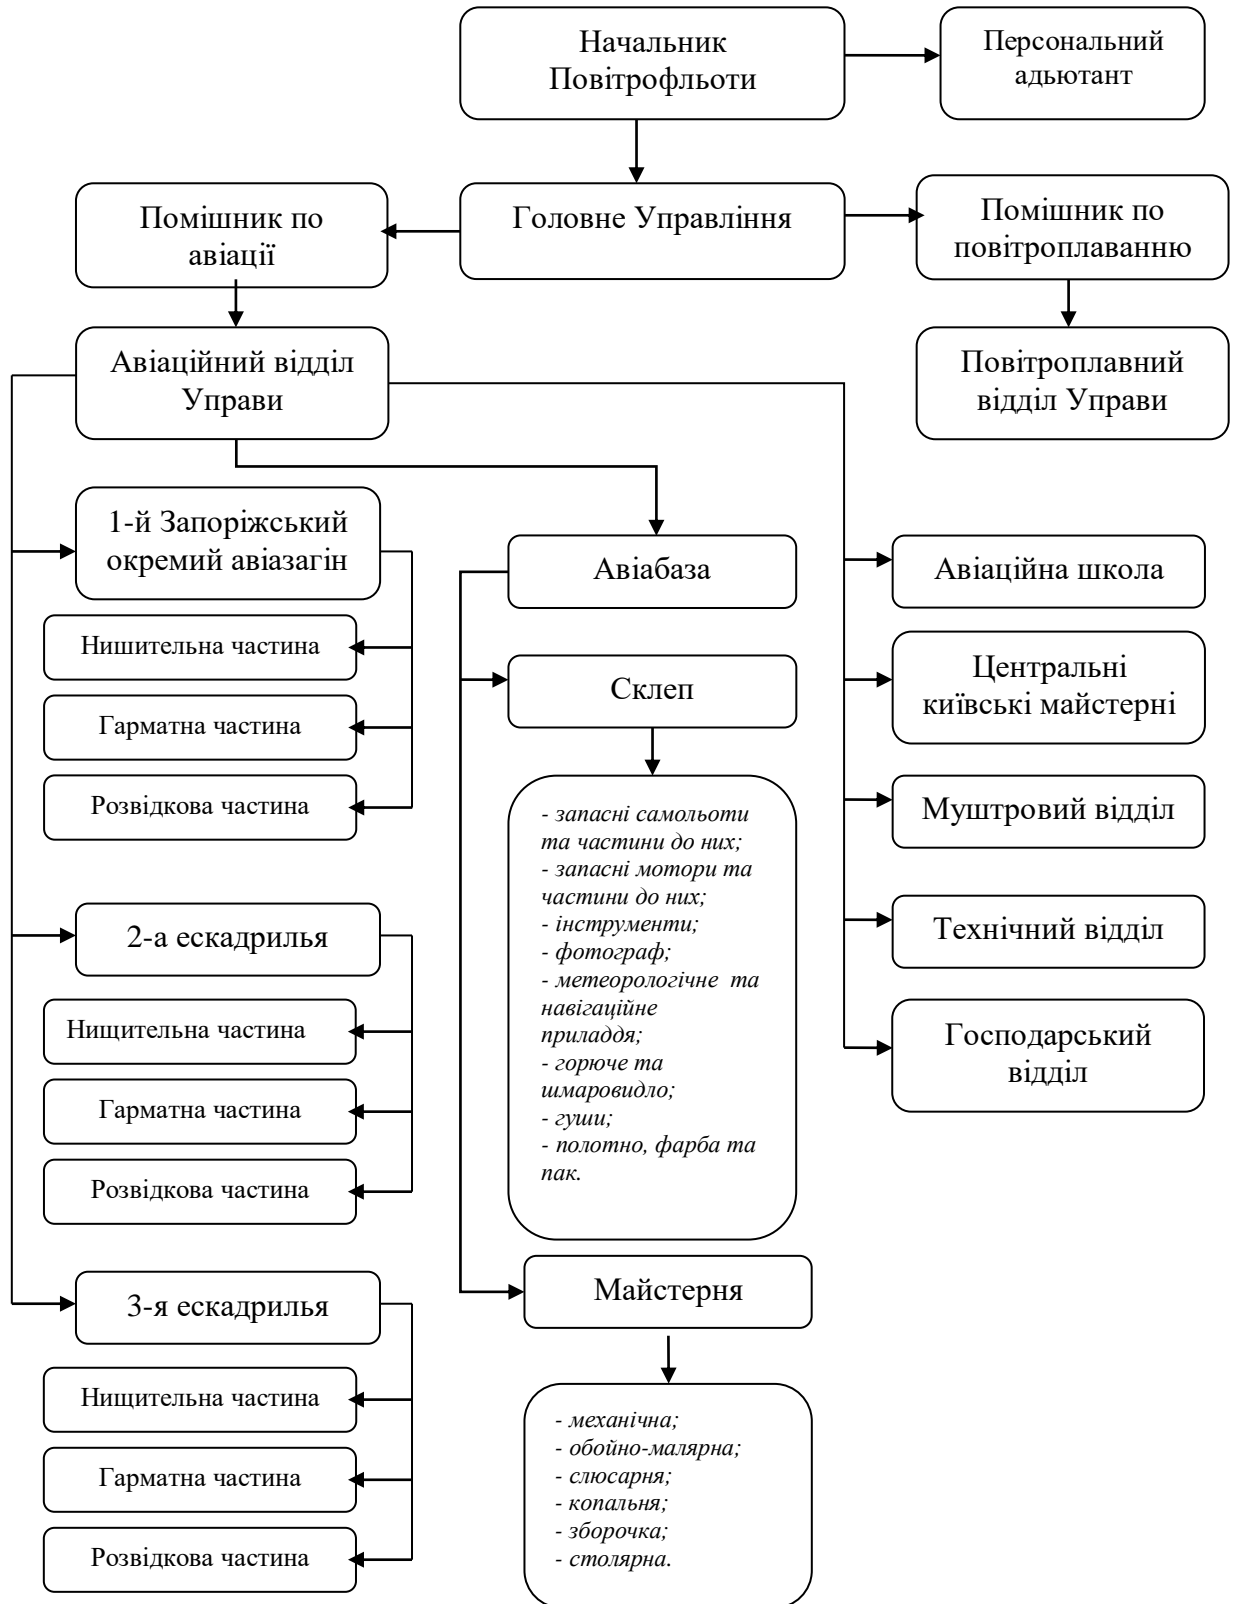 Начальник
Повітрофльоти
Персональний
адьютант
Помішник по
авіації
Головне Управління
Помішник по
повітроплаванню
Авіаційний відділ
Управи
Повітроплавний
відділ Управи
1-й Запоріжський
окремий авіазагін
Нишительна частина
Гарматна частина
Розвідкова частина
2-а ескадрилья
Нищительна частина
Гарматна частина
Розвідкова частина
3-я ескадрилья
Нищительна частина
Гарматна частина
Розвідкова частина
Авіабаза
Склеп
- запасні самольоти
та частини до них;
- запасні мотори та
частини до них;
- інструменти;
- фотограф;
- метеорологічне та
навігаційне
приладдя;
- горюче та
шмаровидло;
- гуши;
- полотно, фарба та
пак.
Майстерня
- механічна;
- обойно-малярна;
- слюсарня;
- копальня;
- зборочка;
- столярна.
Авіаційна школа
Центральні
київські майстерні
Муштровий відділ
Технічний відділ
Господарський
відділ